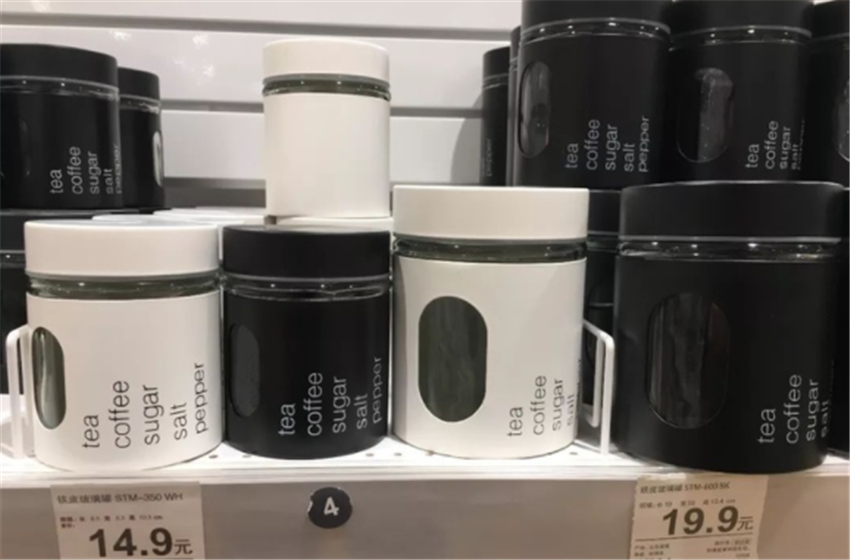 tea
coffee
sugar
salt
pepper
tea
coffee
sugar
salt
pepper
tea
coffee
sugar
salt
pepper
tea
coffee
sugar
salt
pepper
tea
coffee
sugar
salt
tea
coffee
sugar
salt
tea
coffee
sugar
salt
铁皮玻璃罐 STM-350 WH
14.9元
4
铁皮玻璃罐 STM-600 BK
19.9元